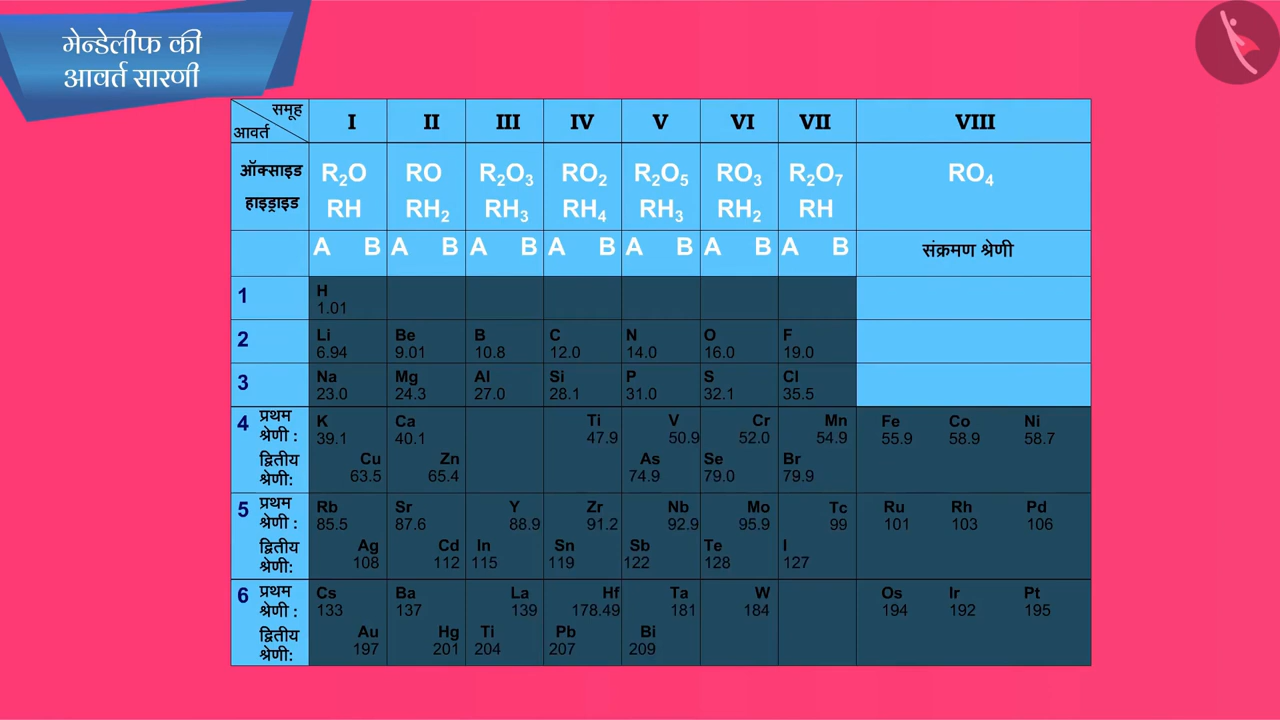 मेन्डेलीफ की
आवर्त सारणी
समूह
आवर्त
I II III IV V VI VII VIII
ऑक्साइड
हाइड्राइड
R₂O RO R₂O₃ RO₂ R₂O₅ RO₃ R₂O₇ RO₄
RH RH₂ RH₃ RH₄ RH₃ RH₂ RH
A B A B A B A B A B A B A B संक्रमण श्रेणी
1 H
1.01
2 Li Be B C N O F
6.94 9.01 10.8 12.0 14.0 16.0 19.0
3 Na Mg Al Si P S Cl
23.0 24.3 27.0 28.1 31.0 32.1 35.5
4 प्रथम K Ca Ti V Cr Mn Fe Co Ni
श्रेणी : 39.1 40.1 47.9 50.9 52.0 54.9 55.9 58.9 58.7
द्वितीय Cu Zn As Se Br
श्रेणी: 63.5 65.4 74.9 79.0 79.9
5 प्रथम Rb Sr Y Zr Nb Mo Tc Ru Rh Pd
श्रेणी : 85.5 87.6 88.9 91.2 92.9 95.9 99 101 103 106
द्वितीय Ag Cd In Sn Sb Te I
श्रेणी: 108 112 115 119 122 128 127
6 प्रथम Cs Ba La Hf Ta W Os Ir Pt
श्रेणी : 133 137 139 178.49 181 184 194 192 195
द्वितीय Au Hg Ti Pb Bi
श्रेणी: 197 201 204 207 209